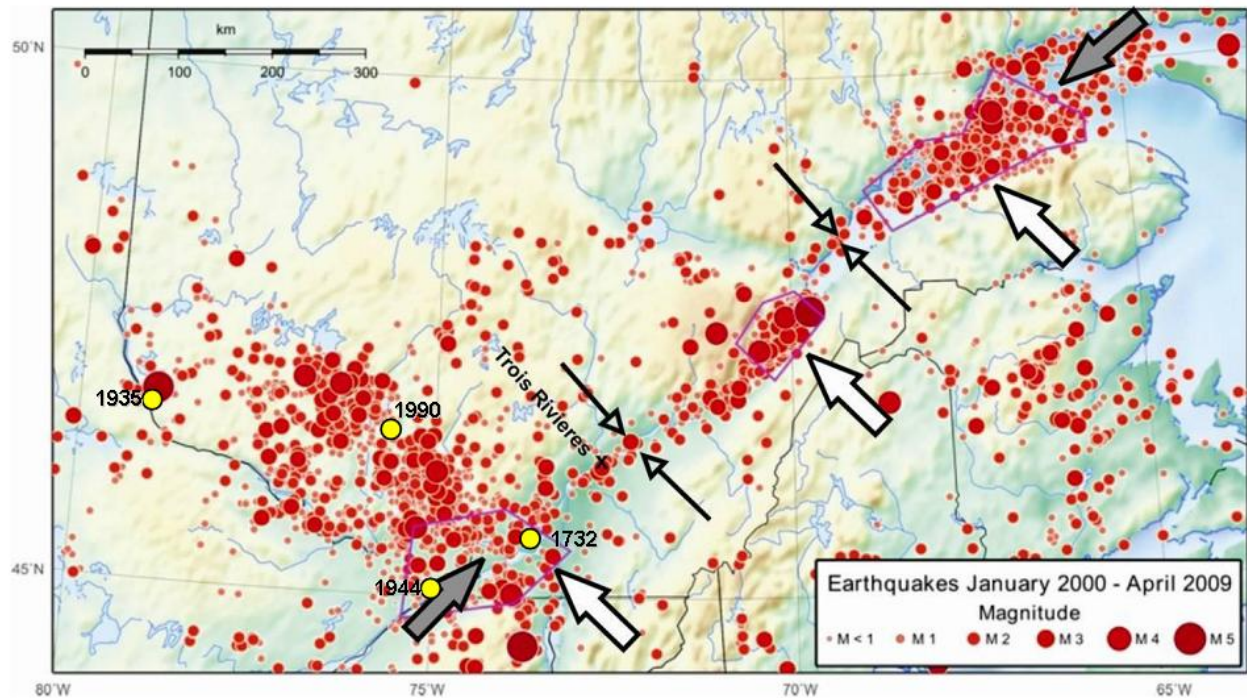 km
50°N
0 100 200 300
Trois Rivieres x
1935
1990
1732
1944
45°N
Earthquakes January 2000 - April 2009
Magnitude
M < 1 M 1 M 2 M 3 M 4 M 5
80°W 75°W 70°W 65°W